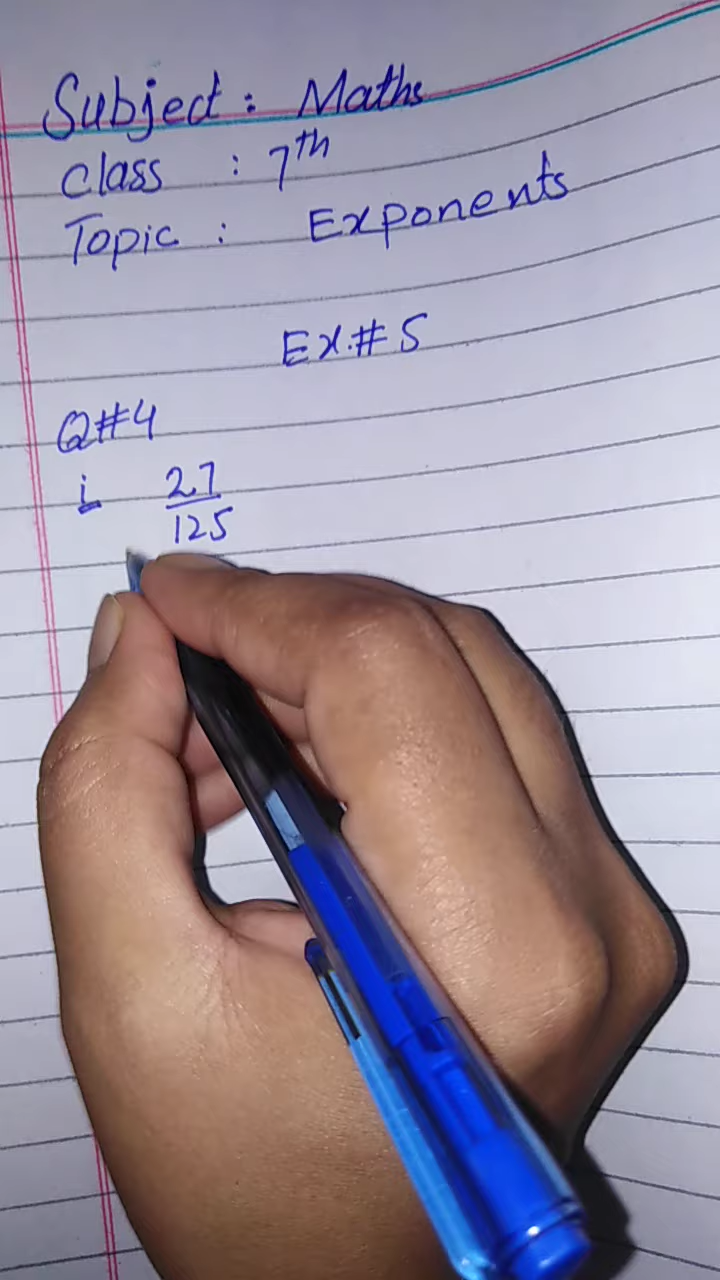 Subject : Maths
Class : 7th
Topic : Exponents
Ex.# 5
Q#4
i 27/125